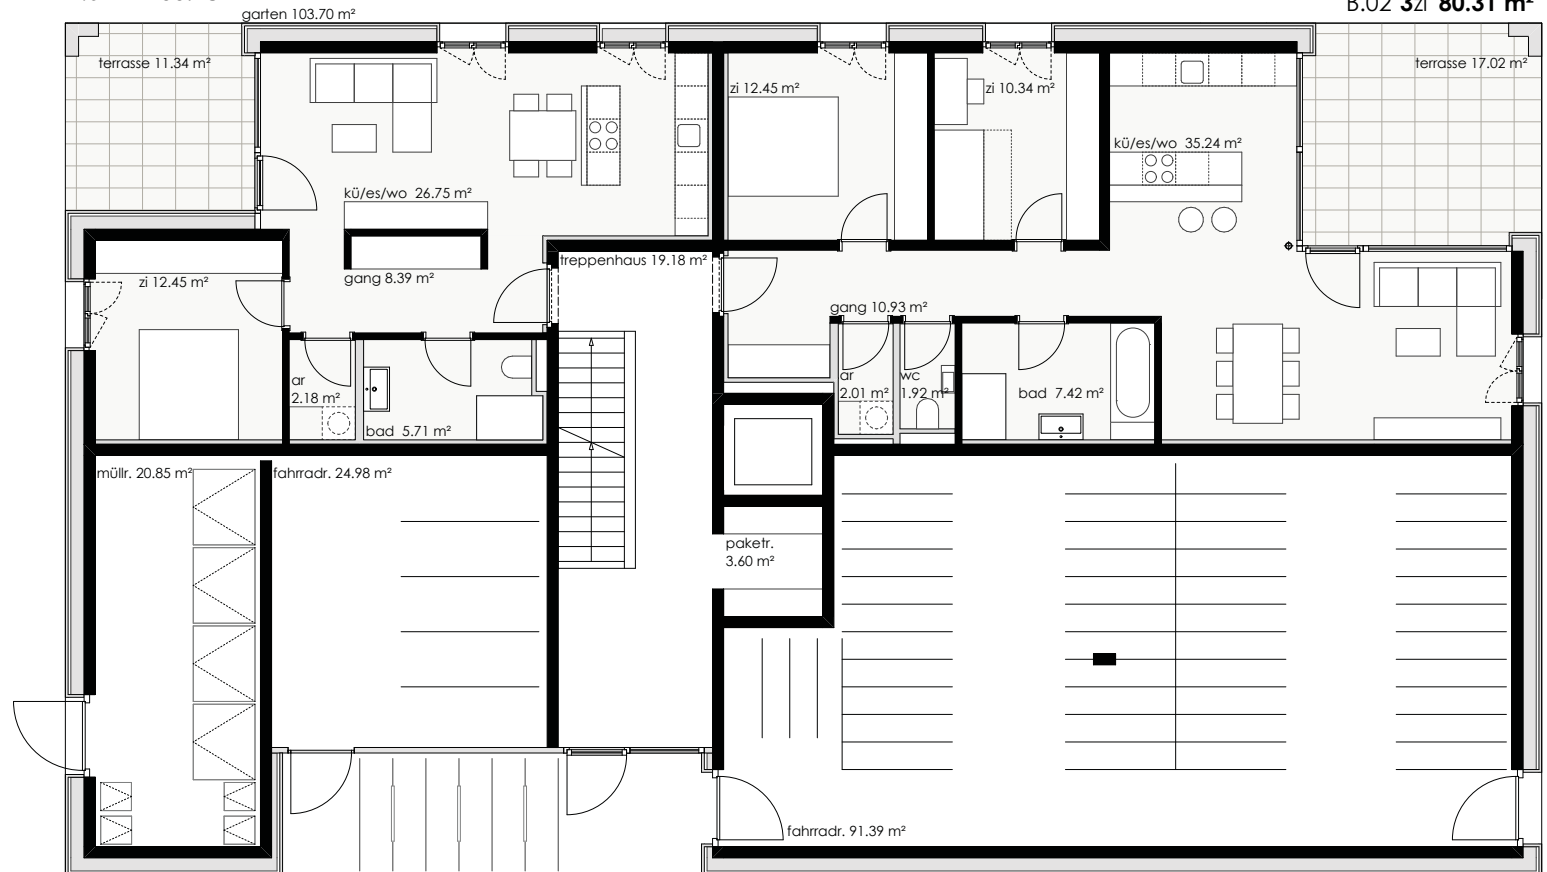 B.02 3zi 80.31 m²
garten 103.70 m²
terrasse 11.34 m²
terrasse 17.02 m²
zi 12.45 m²
zi 10.34 m²
kü/es/wo 35.24 m²
kü/es/wo 26.75 m²
treppenhaus 19.18 m²
zi 12.45 m²
gang 8.39 m²
gang 10.93 m²
ar
2.18 m²
bad 5.71 m²
ar
2.01 m²
wc
1.92 m²
bad 7.42 m²
müllr. 20.85 m²
fahrradr. 24.98 m²
paketr.
3.60 m²
fahrradr. 91.39 m²